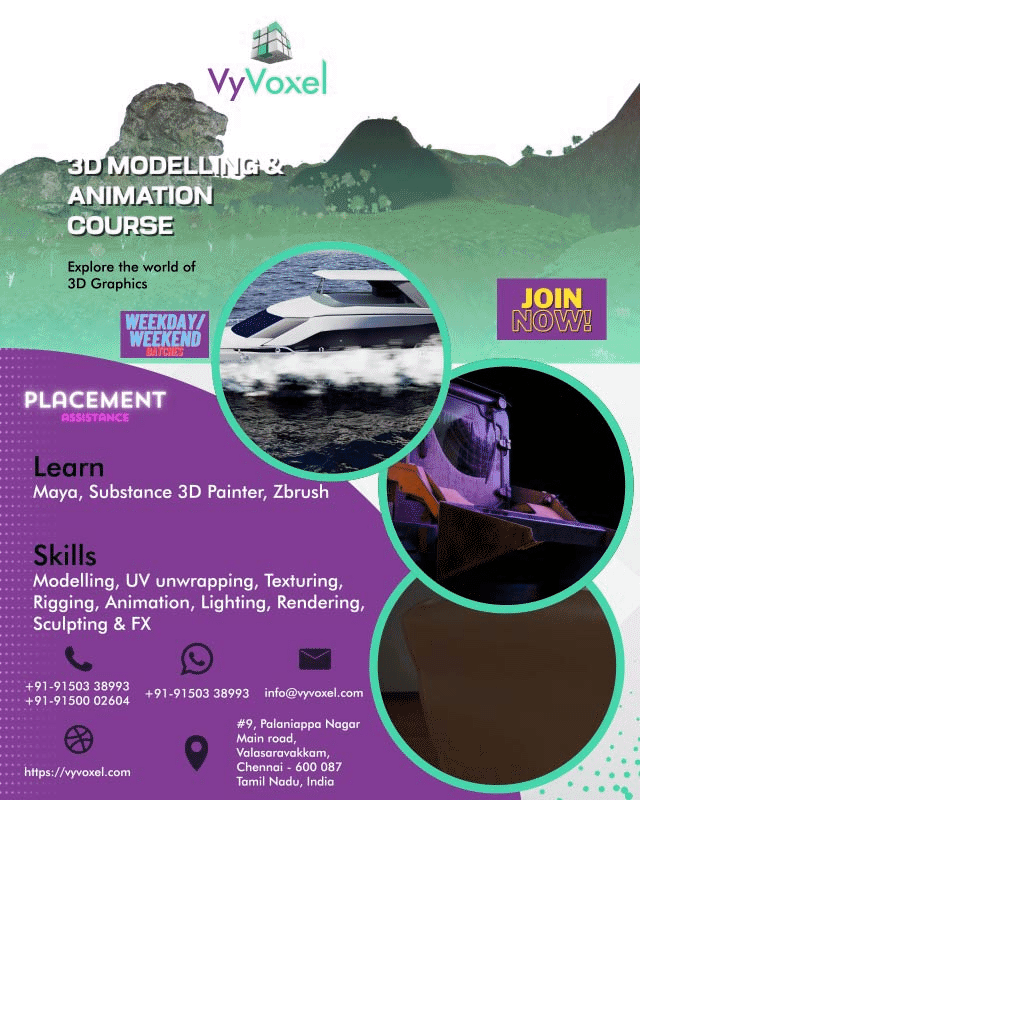 VyVoxel
3D MODELLING &
ANIMATION
COURSE
Explore the world of
3D Graphics
WEEKDAY/
WEEKEND
BATCHES
JOIN
NOW!
PLACEMENT
ASSISTANCE
Learn
Maya, Substance 3D Painter, Zbrush
Skills
Modelling, UV unwrapping, Texturing,
Rigging, Animation, Lighting, Rendering,
Sculpting & FX
+91-91503 38993
+91-91500 02604
+91-91503 38993
info@vyvoxel.com
https://vyvoxel.com
#9, Palaniappa Nagar
Main road,
Valasaravakkam,
Chennai - 600 087
Tamil Nadu, India